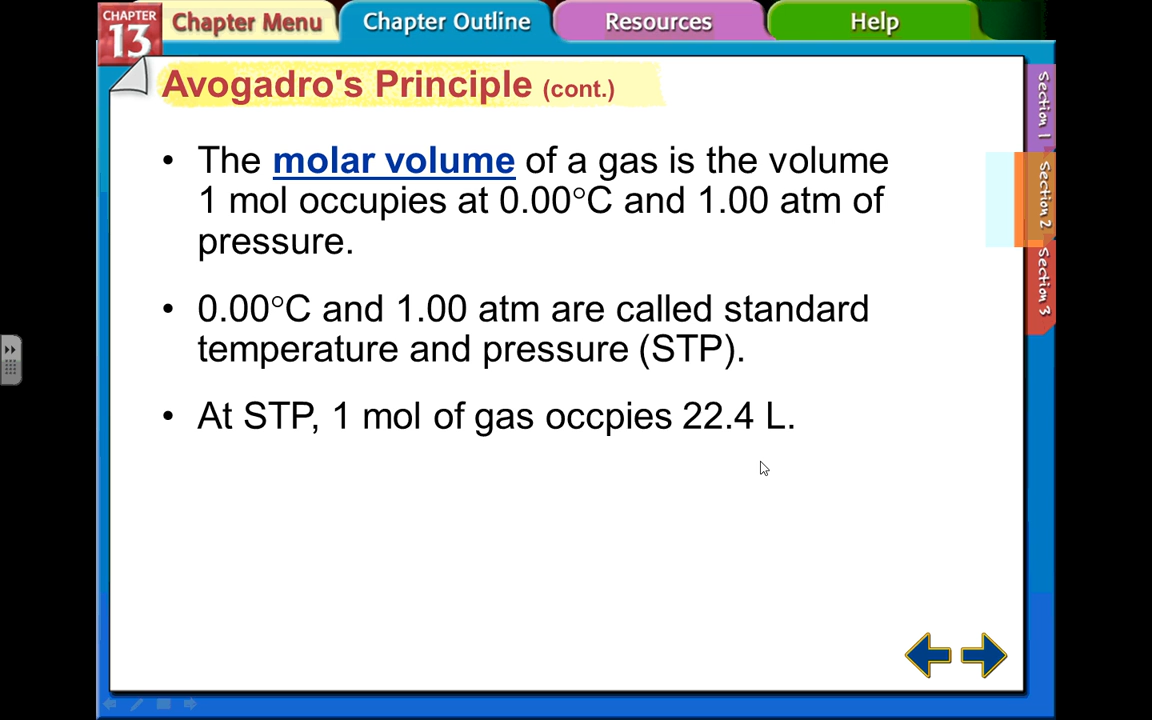 CHAPTER
13
Chapter Menu
Chapter Outline
Resources
Help
Avogadro's Principle (cont.)
• The molar volume of a gas is the volume
1 mol occupies at 0.00°C and 1.00 atm of
pressure.
• 0.00°C and 1.00 atm are called standard
temperature and pressure (STP).
• At STP, 1 mol of gas occpies 22.4 L.
Section 1
Section 2
Section 3